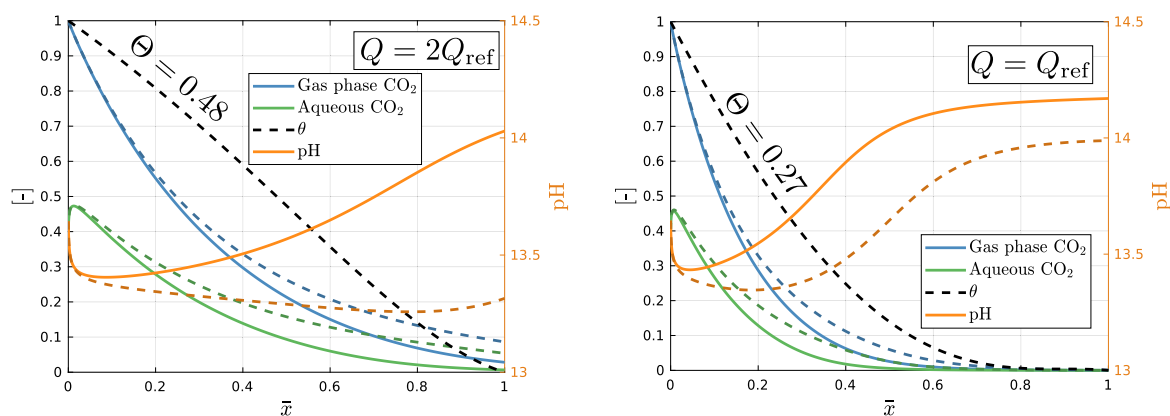 Q = 2Q_ref
Θ = 0.48
Gas phase CO₂
Aqueous CO₂
θ
pH
[-]
1
0.9
0.8
0.7
0.6
0.5
0.4
0.3
0.2
0.1
0
14.5
14
13.5
13
pH
0 0.2 0.4 0.6 0.8 1
x̄
Q = Q_ref
Θ = 0.27
Gas phase CO₂
Aqueous CO₂
θ
pH
[-]
1
0.9
0.8
0.7
0.6
0.5
0.4
0.3
0.2
0.1
0
14.5
14
13.5
13
pH
0 0.2 0.4 0.6 0.8 1
x̄